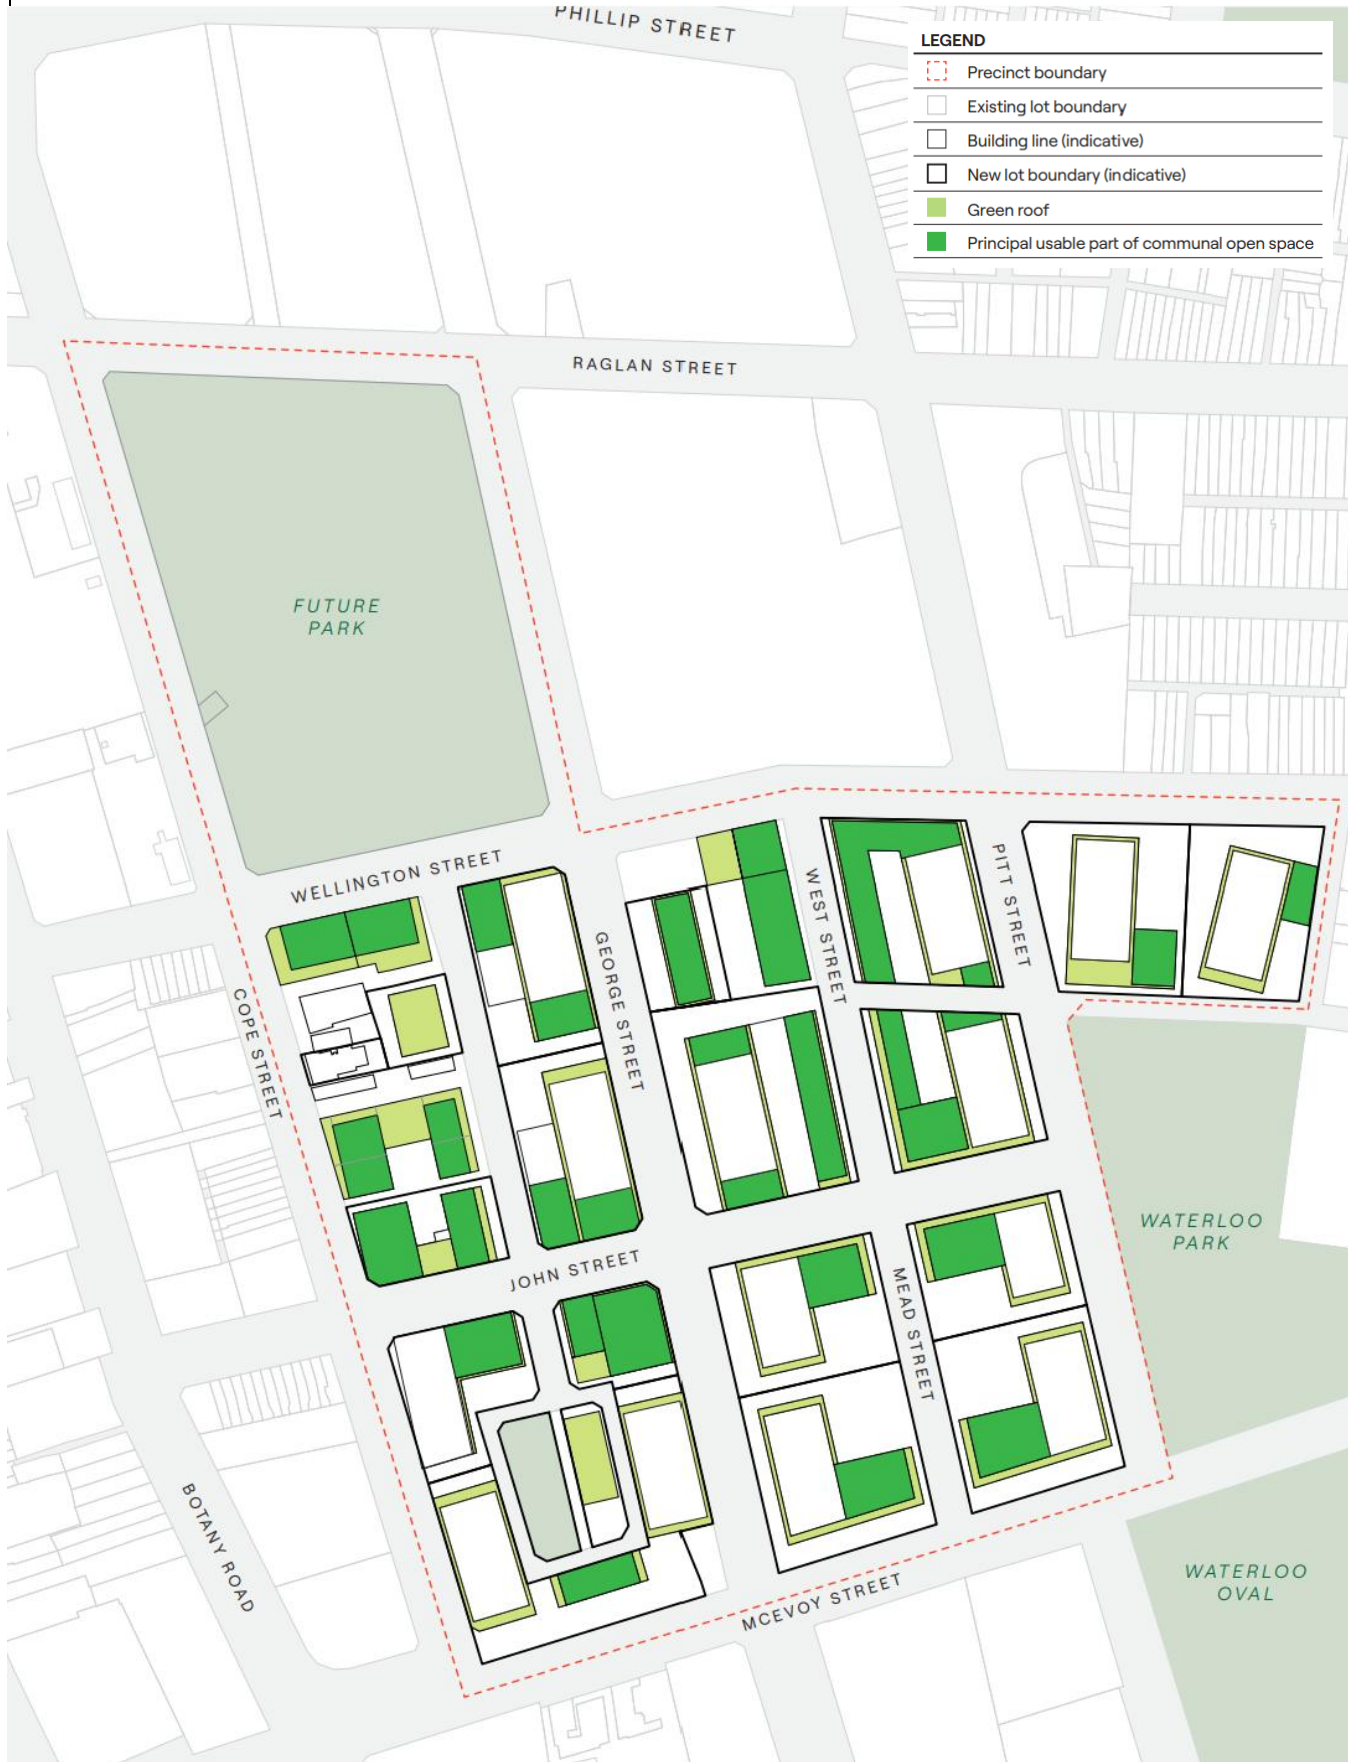 PHILLIP STREET
LEGEND
Precinct boundary
Existing lot boundary
Building line (indicative)
New lot boundary (indicative)
Green roof
Principal usable part of communal open space
RAGLAN STREET
FUTURE
PARK
WELLINGTON STREET
PITT STREET
WEST STREET
GEORGE STREET
COPE STREET
WATERLOO
PARK
JOHN STREET
MEAD STREET
BOTANY ROAD
WATERLOO
OVAL
MCEVOY STREET